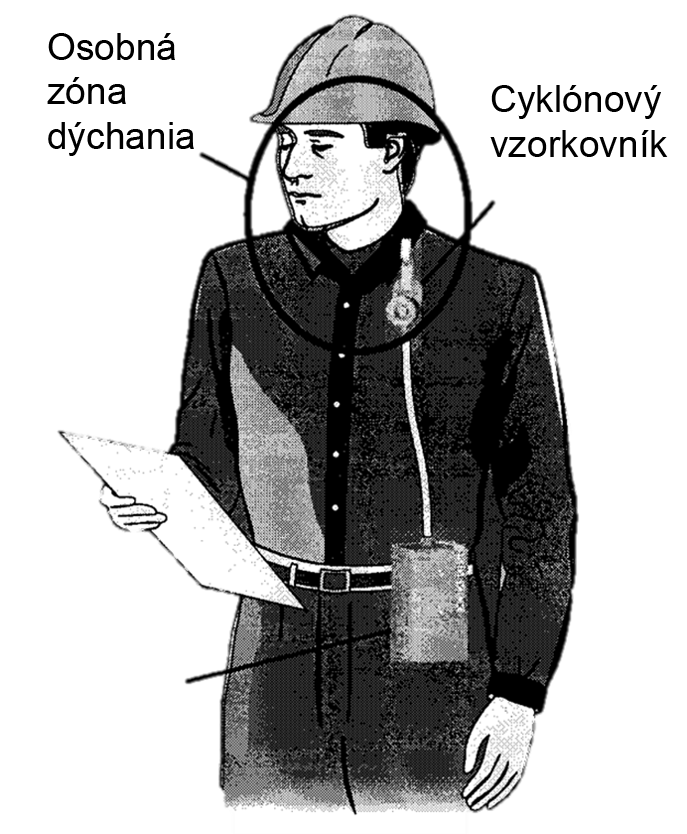 Osobná
zóna
dýchania
Cyklónový
vzorkovník